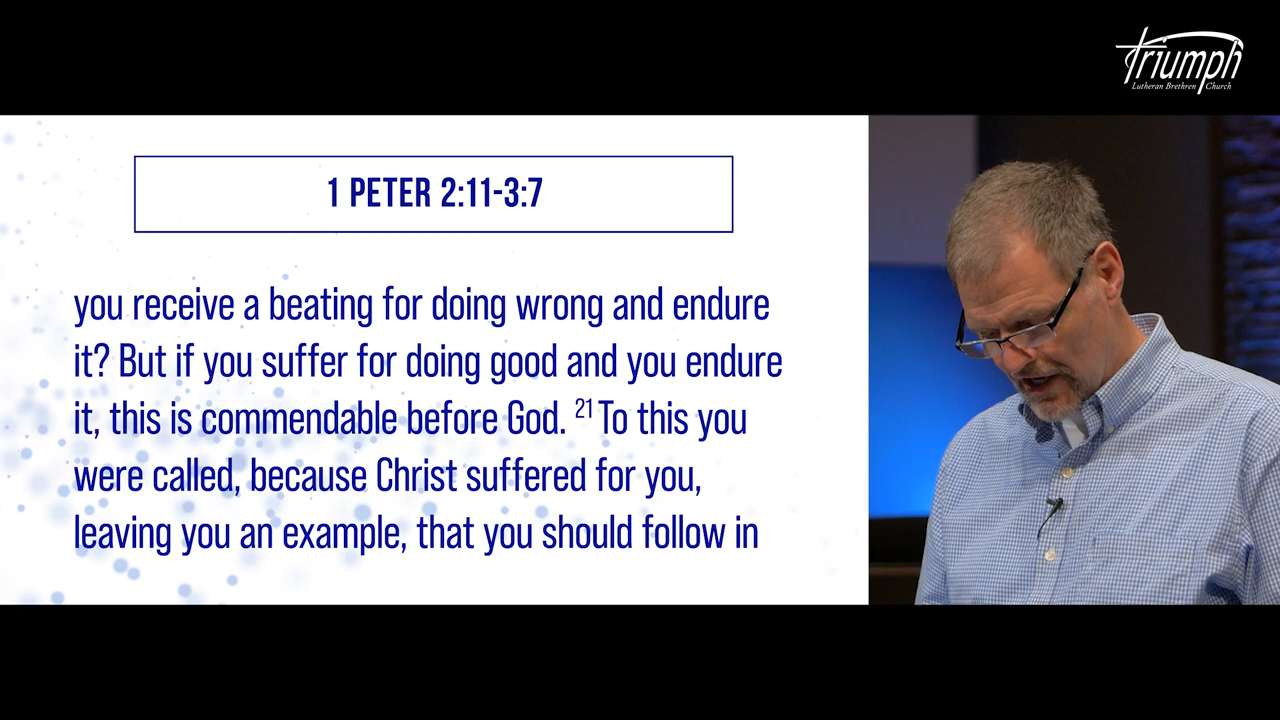 Triumph
Lutheran Brethren Church
1 PETER 2:11-3:7
you receive a beating for doing wrong and endure
it? But if you suffer for doing good and you endure
it, this is commendable before God. 21 To this you
were called, because Christ suffered for you,
leaving you an example, that you should follow in